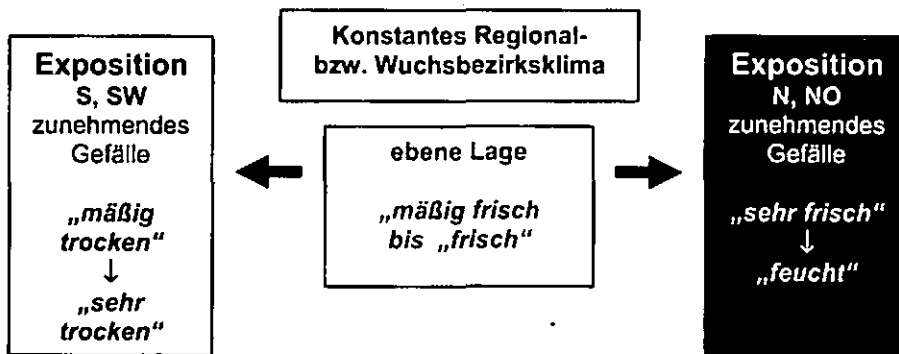 Konstantes Regional-
bzw. Wuchsbezirksklima
Exposition
S, SW
zunehmendes
Gefälle
„mäßig
trocken“
↓
„sehr
trocken“
ebene Lage
„mäßig frisch
bis „frisch“
Exposition
N, NO
zunehmendes
Gefälle
„sehr frisch“
↓
„feucht“